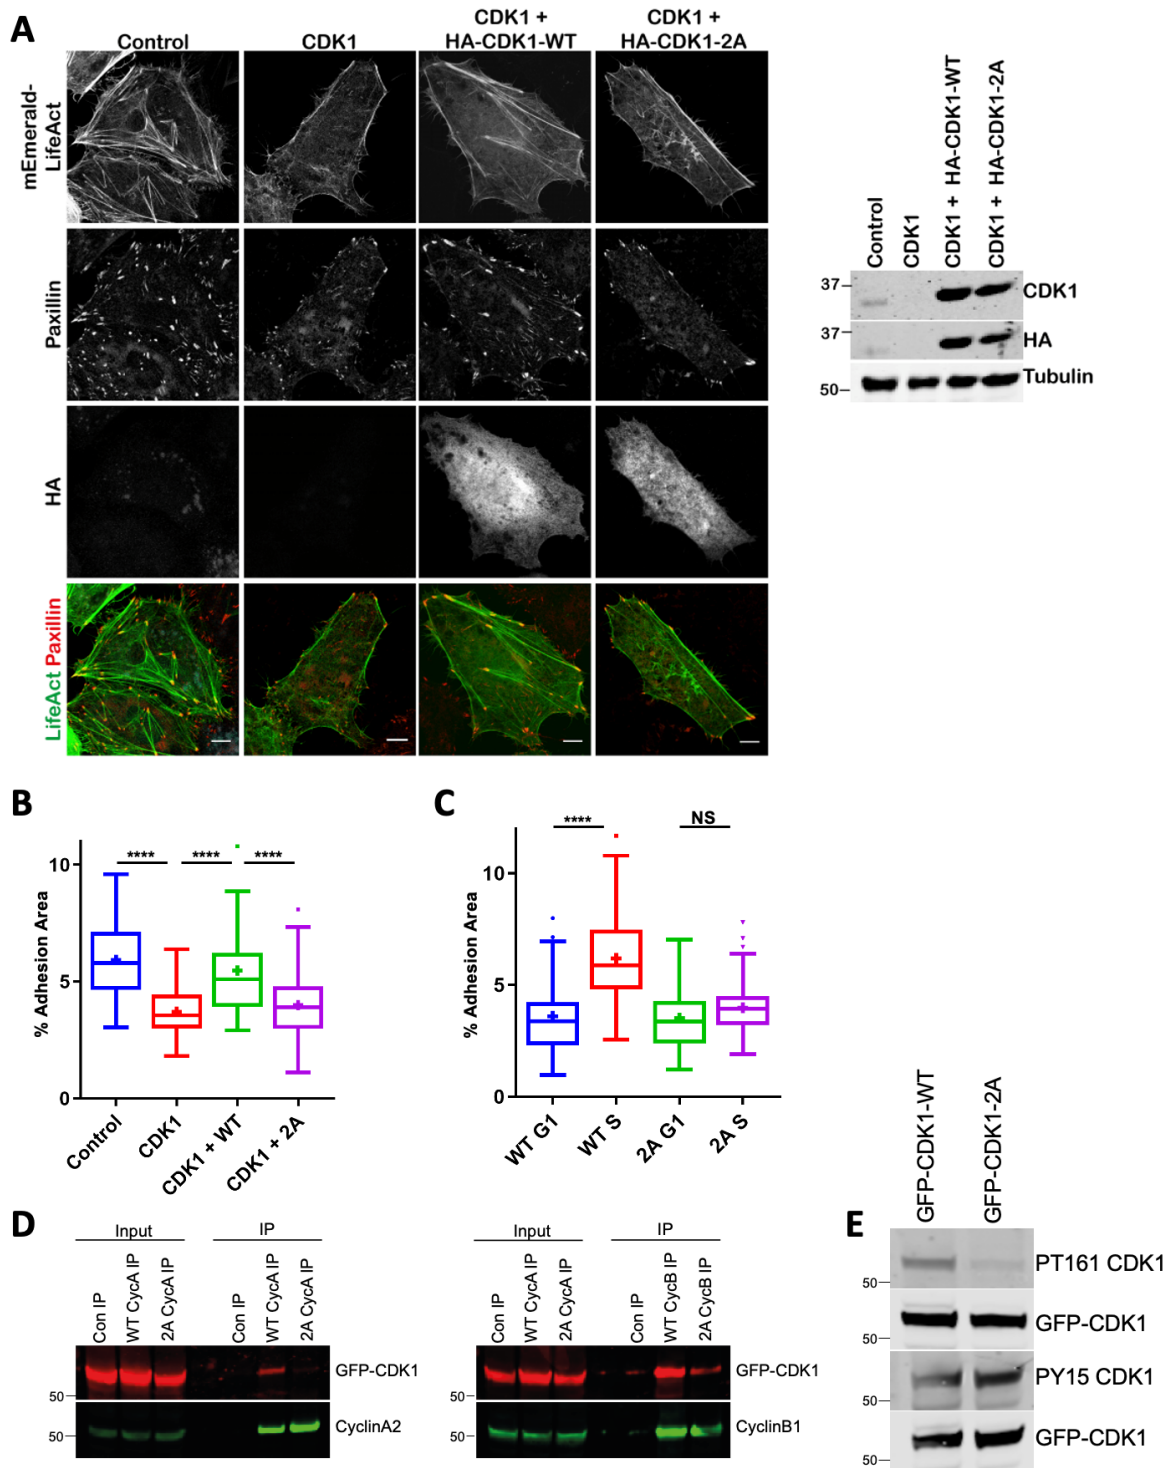 A
Control
CDK1
CDK1 +
HA-CDK1-WT
CDK1 +
HA-CDK1-2A
mEmerald-
LifeAct
Paxillin
HA
LifeAct Paxillin
Control
CDK1
CDK1 + HA-CDK1-WT
CDK1 + HA-CDK1-2A
37
CDK1
37
HA
50
Tubulin
B
% Adhesion Area
10
5
0
****
****
****
Control
CDK1
CDK1 + WT
CDK1 + 2A
C
% Adhesion Area
10
5
0
****
NS
WT G1
WT S
2A G1
2A S
D
Input
IP
Con IP
WT CycA IP
2A CycA IP
Con IP
WT CycA IP
2A CycA IP
GFP-CDK1
50
CyclinA2
50
Input
IP
Con IP
WT CycB IP
2A CycB IP
Con IP
WT CycB IP
2A CycB IP
GFP-CDK1
50
CyclinB1
50
E
GFP-CDK1-WT
GFP-CDK1-2A
PT161 CDK1
50
GFP-CDK1
50
PY15 CDK1
50
GFP-CDK1
50